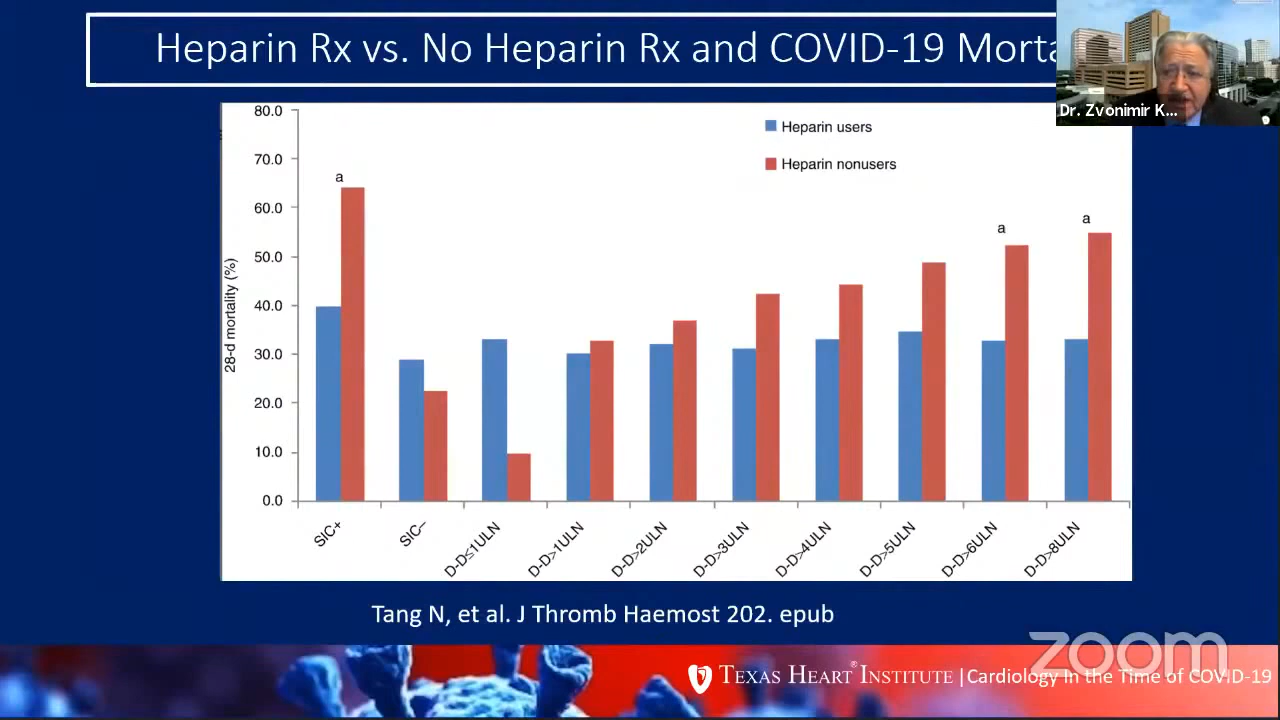 Heparin Rx vs. No Heparin Rx and COVID-19 Morta
Dr. Zvonimir K...
80.0
70.0
60.0
50.0
40.0
30.0
20.0
10.0
0.0
28-d mortality (%)
Heparin users
Heparin nonusers
a
a
a
SIC+
SIC−
D-D≤1ULN
D-D>1ULN
D-D>2ULN
D-D>3ULN
D-D>4ULN
D-D>5ULN
D-D>6ULN
D-D>8ULN
Tang N, et al. J Thromb Haemost 202. epub
zoom
TEXAS HEART® INSTITUTE | Cardiology in the Time of COVID-19